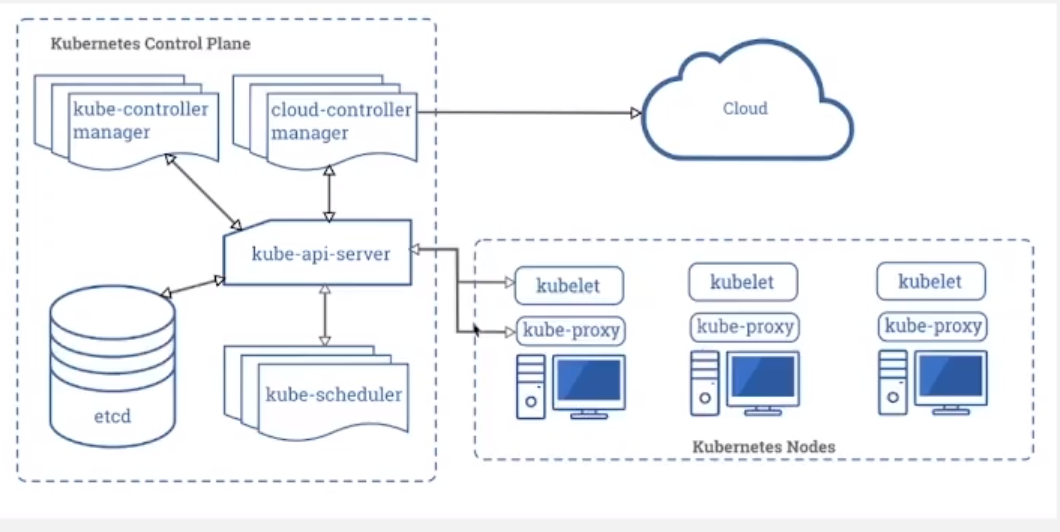 Kubernetes Control Plane
kube-controller
manager
cloud-controller
manager
Cloud
kube-api-server
etcd
kube-scheduler
kubelet
kube-proxy
kubelet
kube-proxy
kubelet
kube-proxy
Kubernetes Nodes